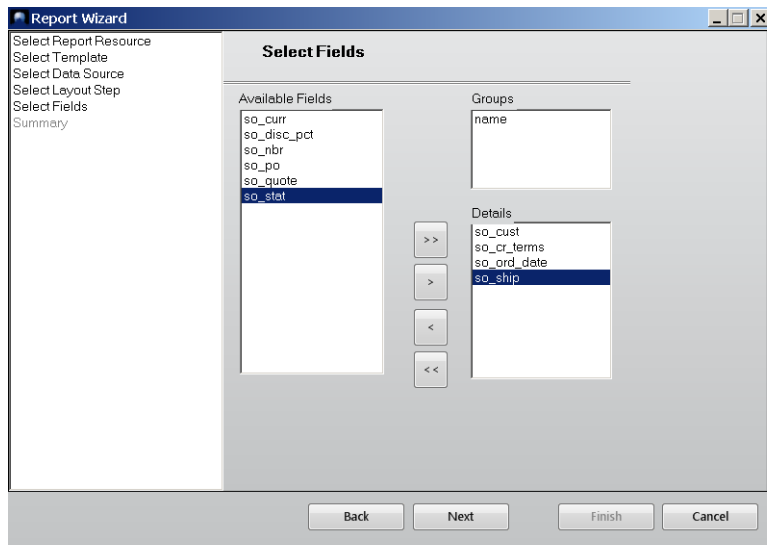 Report Wizard
Select Report Resource
Select Template
Select Data Source
Select Layout Step
Select Fields
Summary
Select Fields
Available Fields
so_curr
so_disc_pct
so_nbr
so_po
so_quote
so_stat
>>
>
<
<<
Groups
name
Details
so_cust
so_cr_terms
so_ord_date
so_ship
Back
Next
Finish
Cancel